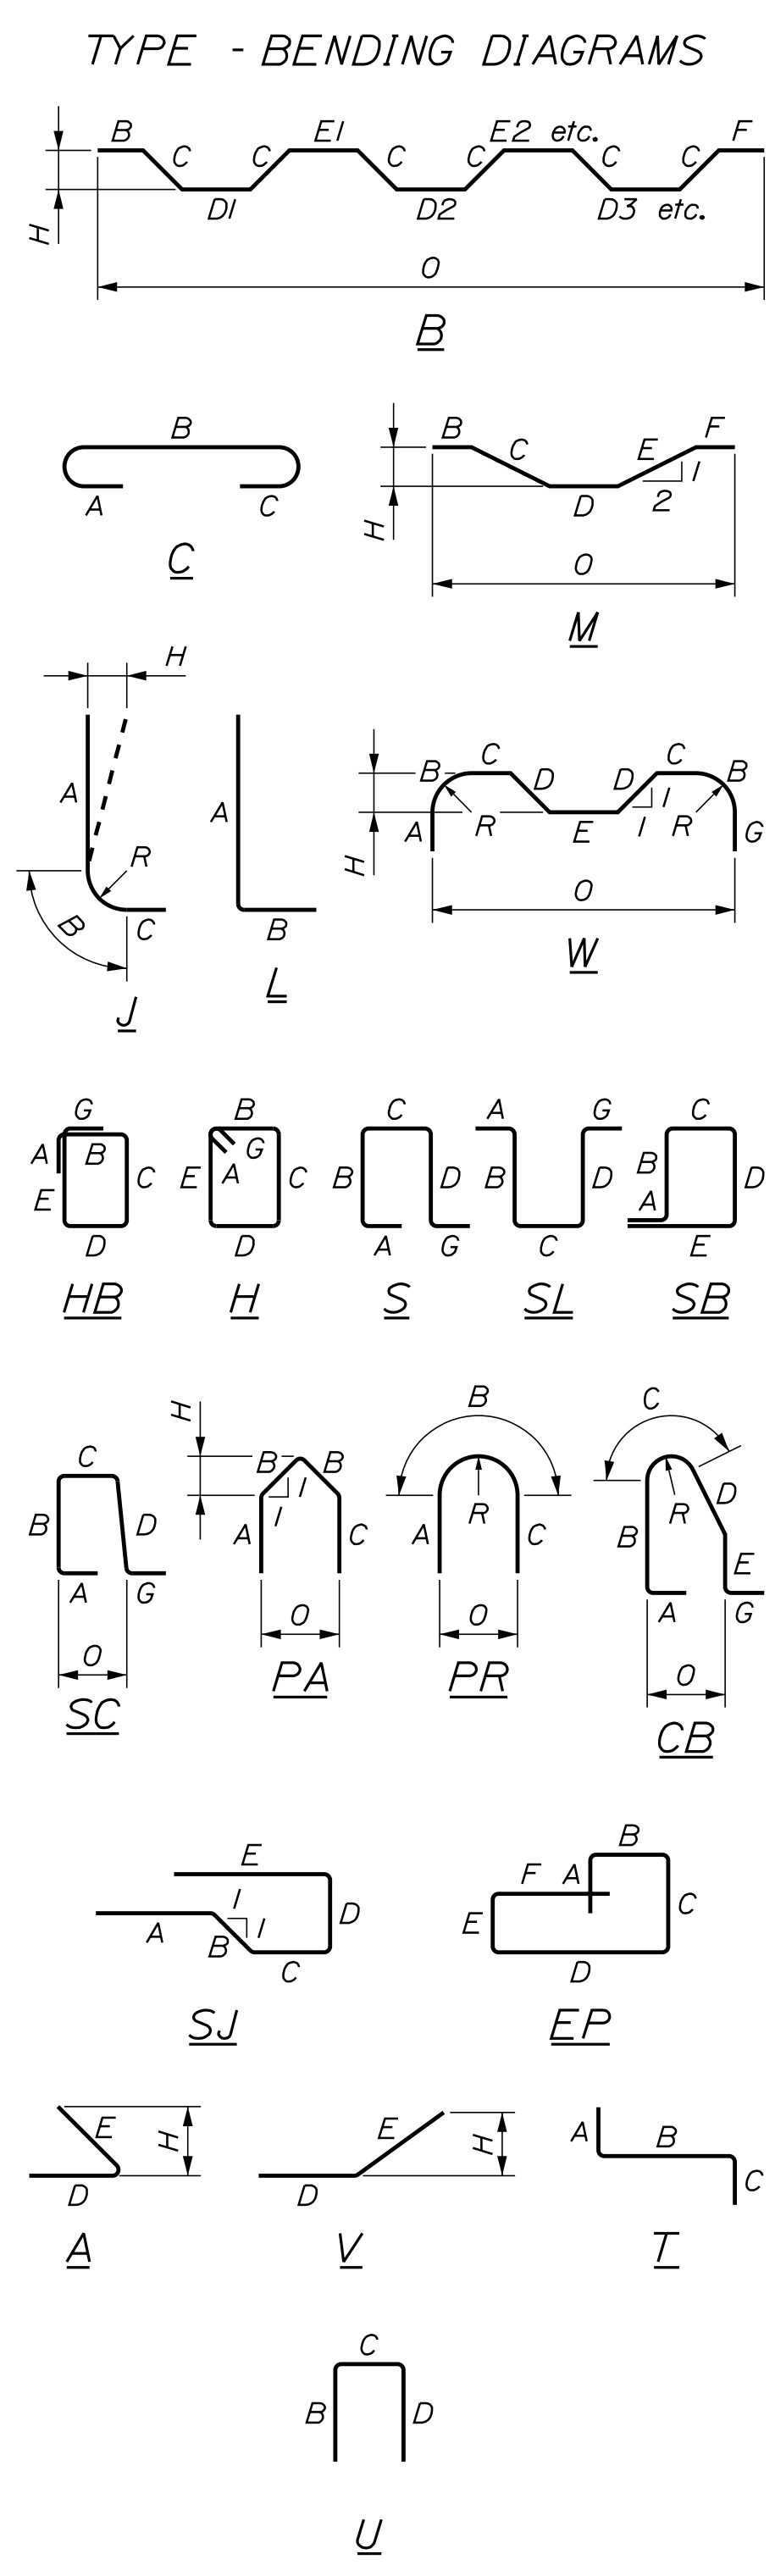 TYPE - BENDING DIAGRAMS
B C C E1 C C E2 etc. C C F
H D1 D2 D3 etc.
O
B
B
A C
C
B C E F
H D 1 2
O
M
H
A
R
B C
J
A
B
L
B C D D C B
H A R E 1 1 R G
O
W
G
A B C
E
D
HB
B
E A G C
D
H
C
B D
A G
S
A G
B D
C
SL
C
B D
A
E
SB
C
B D
A G
O
SC
H B B
1 1
A C
O
PA
B
R
A C
O
PR
C
D
R
B E
A G
O
CB
E
1 1 D
A B C
SJ
B
F A
E C
D
EP
E H
D
A
E H
D
V
A B
C
T
C
B D
U